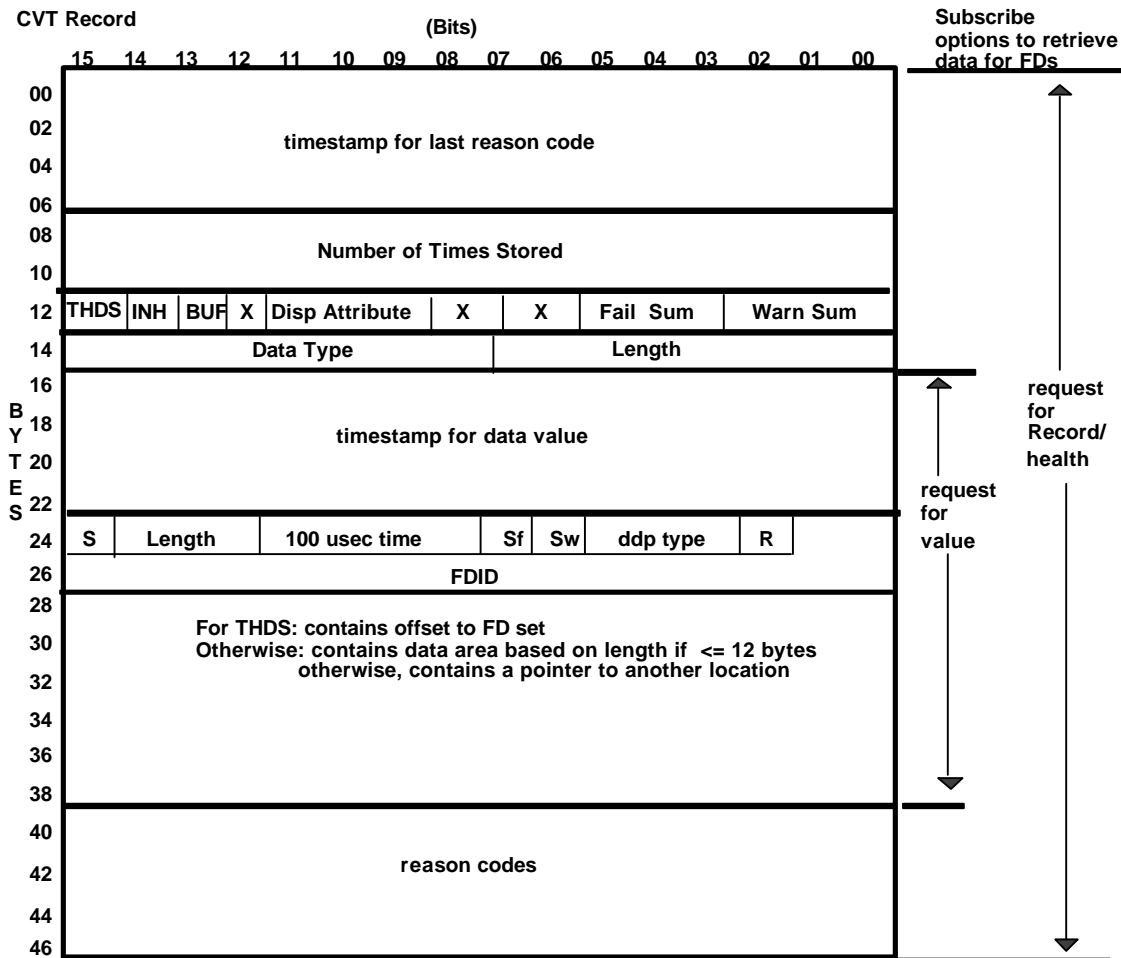 CVT Record
(Bits)
Subscribe
options to retrieve
data for FDs
15 14 13 12 11 10 09 08 07 06 05 04 03 02 01 00
00
02
timestamp for last reason code
04
06
08
Number of Times Stored
10
12 THDS INH BUF X Disp Attribute X X Fail Sum Warn Sum
14 Data Type Length
16
BYTES
18
timestamp for data value
20
22
request
for
Record/
health
request
for
value
24 S Length 100 usec time Sf Sw ddp type R
26 FDID
28
For THDS: contains offset to FD set
30
Otherwise: contains data area based on length if <= 12 bytes
otherwise, contains a pointer to another location
32
34
36
38
40
reason codes
42
44
46